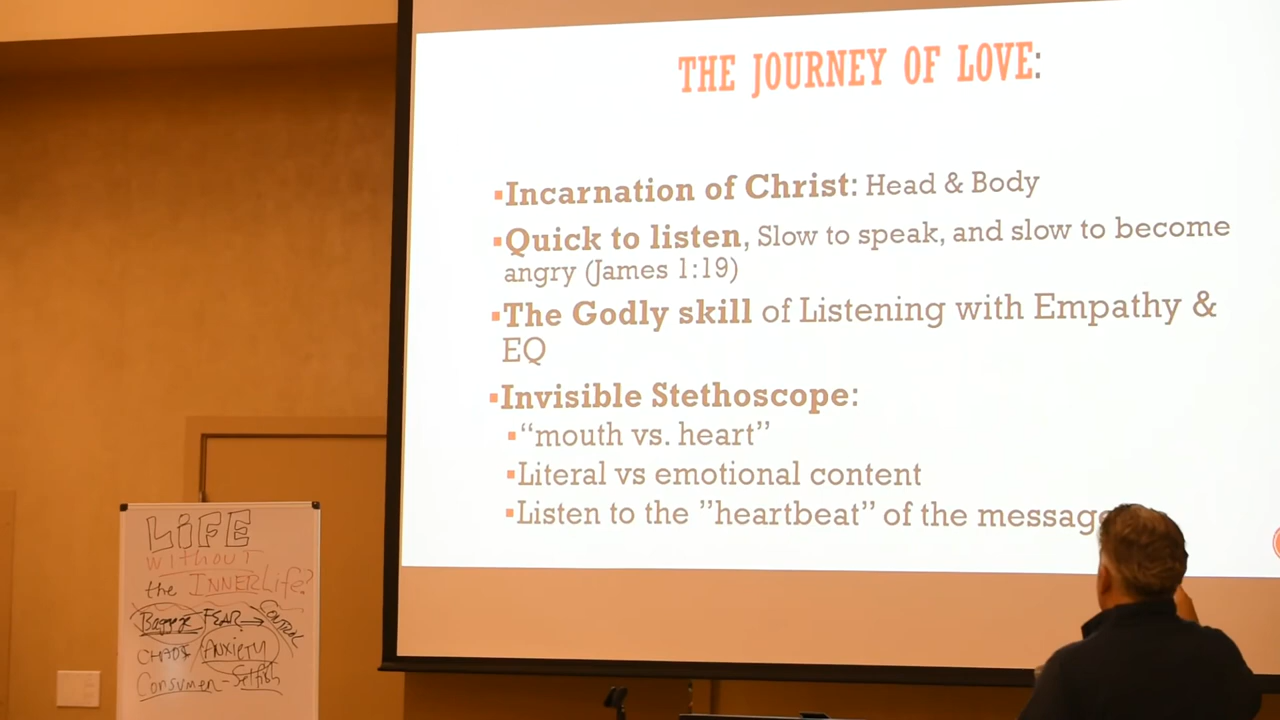 THE JOURNEY OF LOVE:
▪Incarnation of Christ: Head & Body
▪Quick to listen, Slow to speak, and slow to become
angry (James 1:19)
▪The Godly skill of Listening with Empathy &
EQ
▪Invisible Stethoscope:
▪“mouth vs. heart”
▪Literal vs emotional content
▪Listen to the ”heartbeat” of the message
LiFE
WiTHOUT
the INNER Life?
Baggage FEAR → CONTROL
CHAOS ANXiETY
Consumer - Selfish